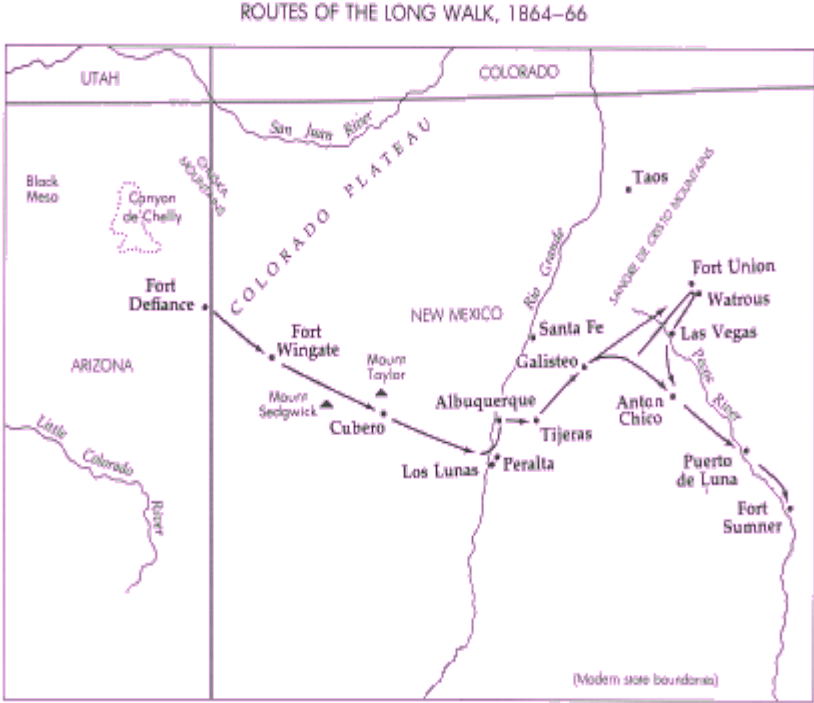 ROUTES OF THE LONG WALK, 1864–66
UTAH
COLORADO
San Juan River
CHUSKA
MOUNTAINS
COLORADO PLATEAU
Black
Meso
Canyon
de Chelly
Taos
SANGRE DE CRISTO MOUNTAINS
Rio Grande
Fort Union
Watrous
Fort
Defiance
NEW MEXICO
Santa Fe
Las Vegas
Fort
Wingate
Galisteo
Pecos River
ARIZONA
Mount
Taylor
Mount
Sedgwick
Albuquerque
Anton
Chico
Cubero
Tijeras
Little Colorado River
Los Lunas
Peralta
Puerto
de Luna
Fort
Sumner
(Modern state boundaries)